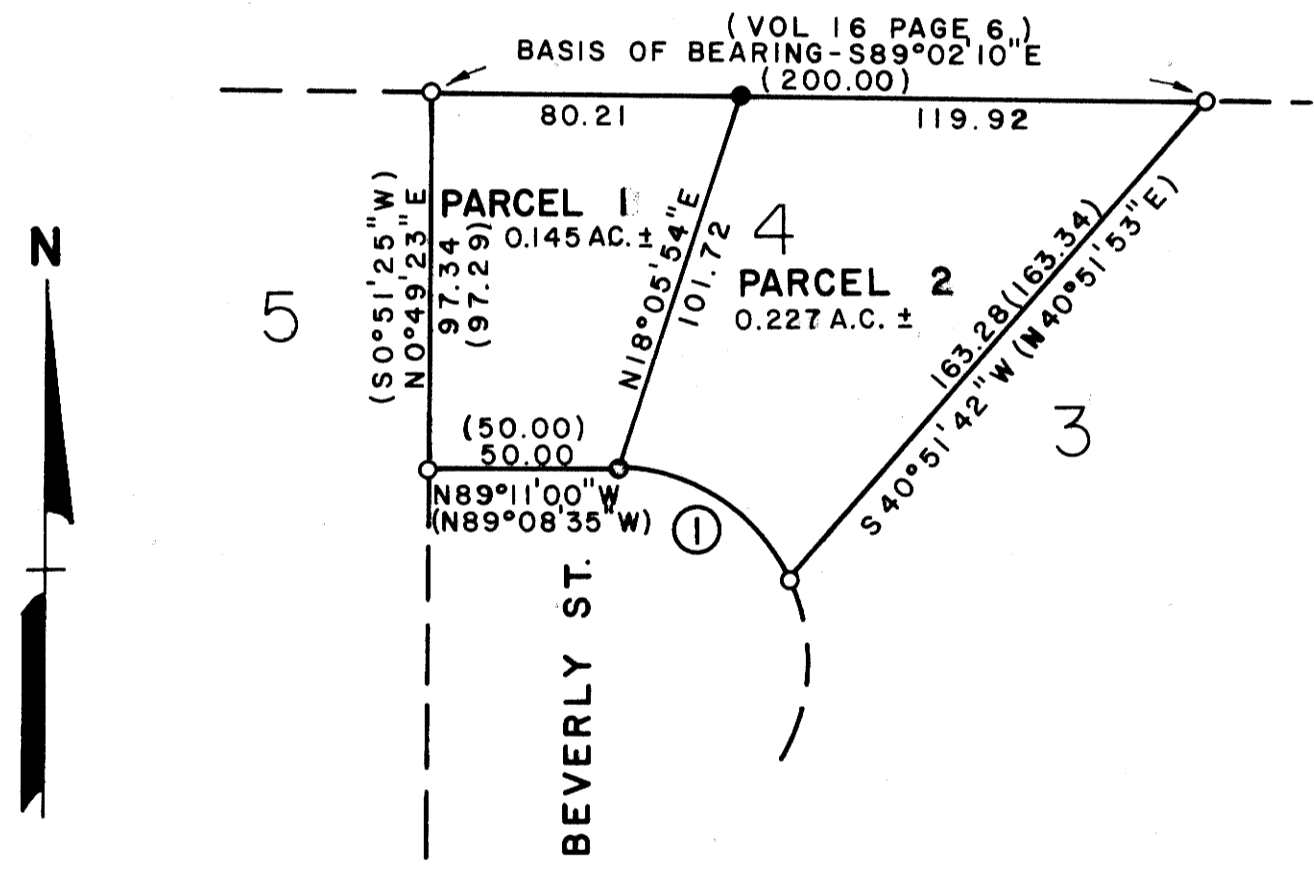 (VOL 16 PAGE 6)
BASIS OF BEARING-S89°02'10"E
(200.00)
80.21
119.92
(S0°51'25"W)
N0°49'23"E
97.34
(97.29)
PARCEL 1
0.145 AC. ±
N18°05'54"E
101.72
4
PARCEL 2
0.227 A.C. ±
163.28(163.34)
S40°51'42"W (N40°51'53"E)
N
5
3
(50.00)
50.00
N89°11'00"W
(N89°08'35"W)
1
BEVERLY ST.